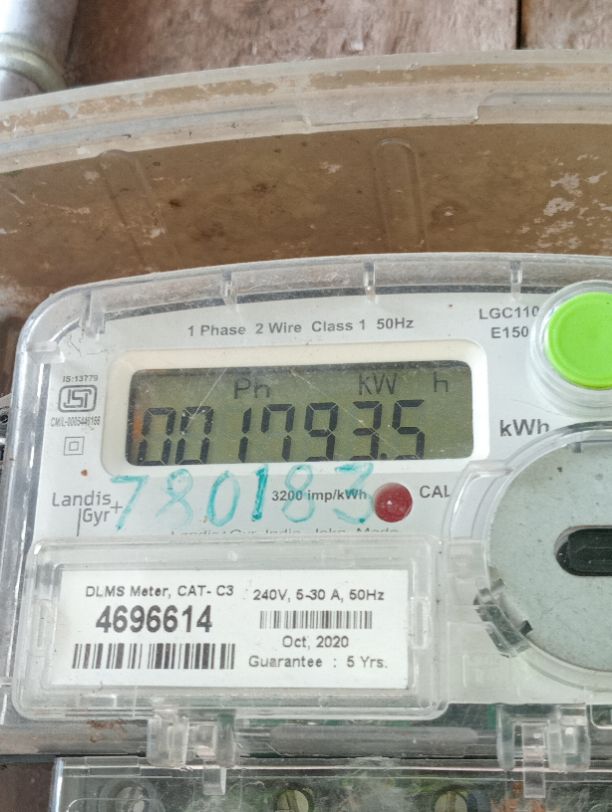 LGC110
E150
1 Phase 2 Wire Class 1 50Hz
IS:13779
ISI
Ph kW h
001793.5
kWh
780183
3200 imp/kWh
CAL
Landis
Gyr+
DLMS Meter, CAT- C3
4696614
240V, 5-30 A, 50Hz
Oct, 2020
Guarantee : 5 Yrs.